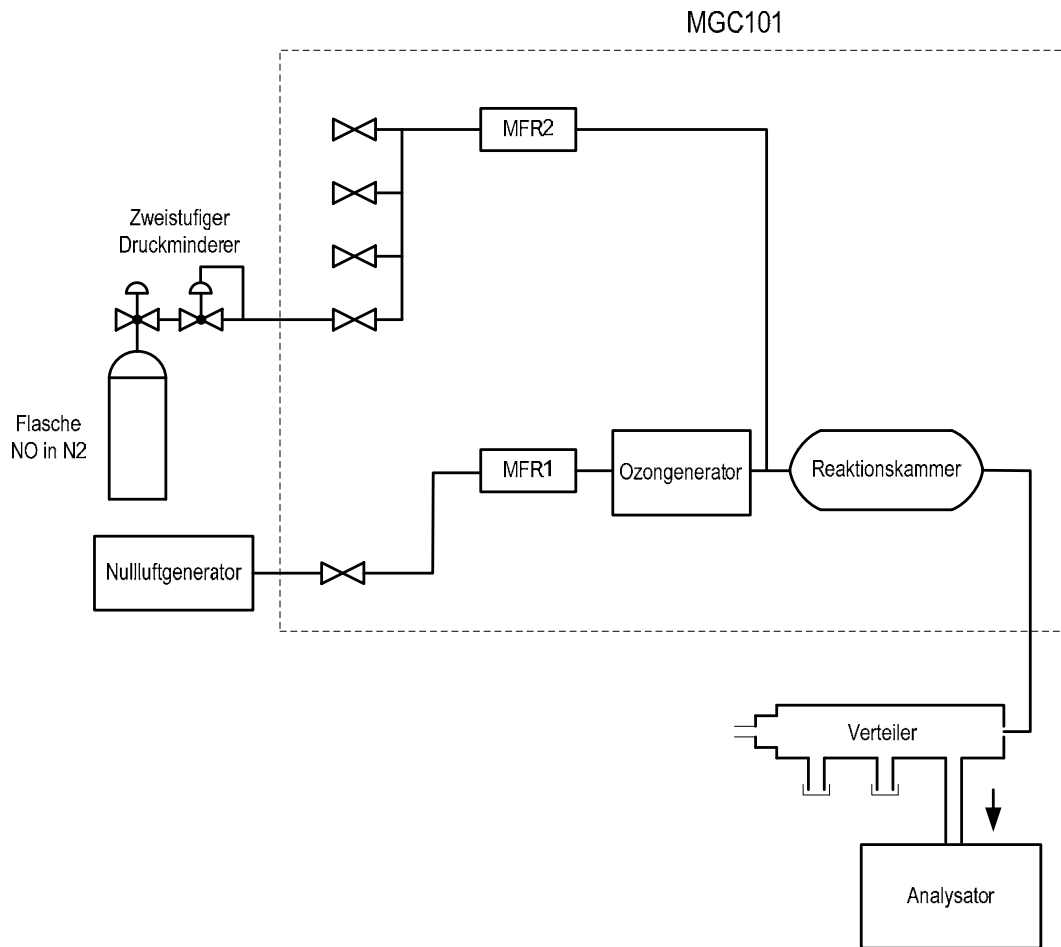 MGC101
MFR2
Zweistufiger
Druckminderer
Flasche
NO in N2
MFR1
Ozongenerator
Reaktionskammer
Nullluftgenerator
Verteiler
Analysator